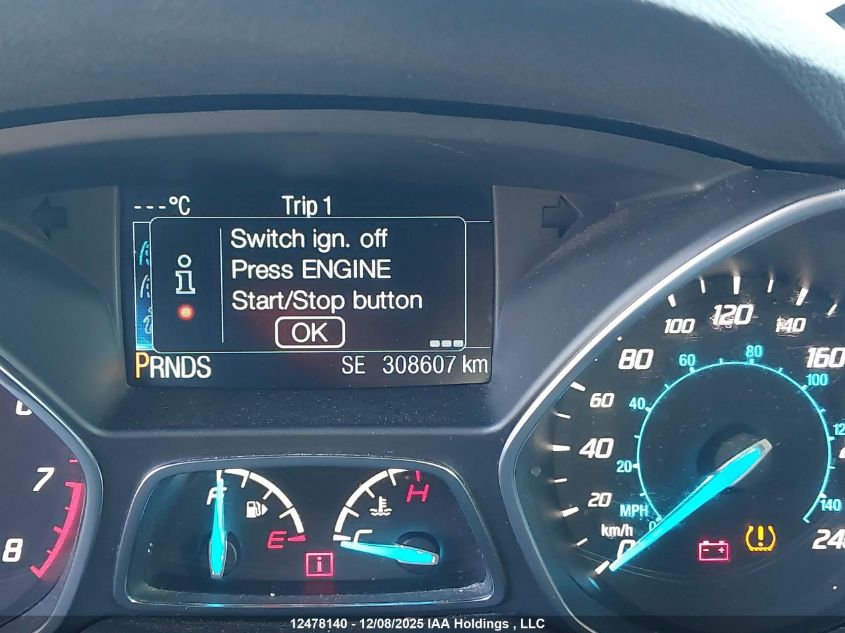 ---°C Trip 1
Switch ign. off
Press ENGINE
i
Start/Stop button
OK
PRNDS SE 308607 km
7
8
F
E
i
H
C
0
20
40
60
80
100
120
140
160
km/h
MPH
0
20
40
60
80
100
140
12478140 - 12/08/2025 IAA Holdings , LLC